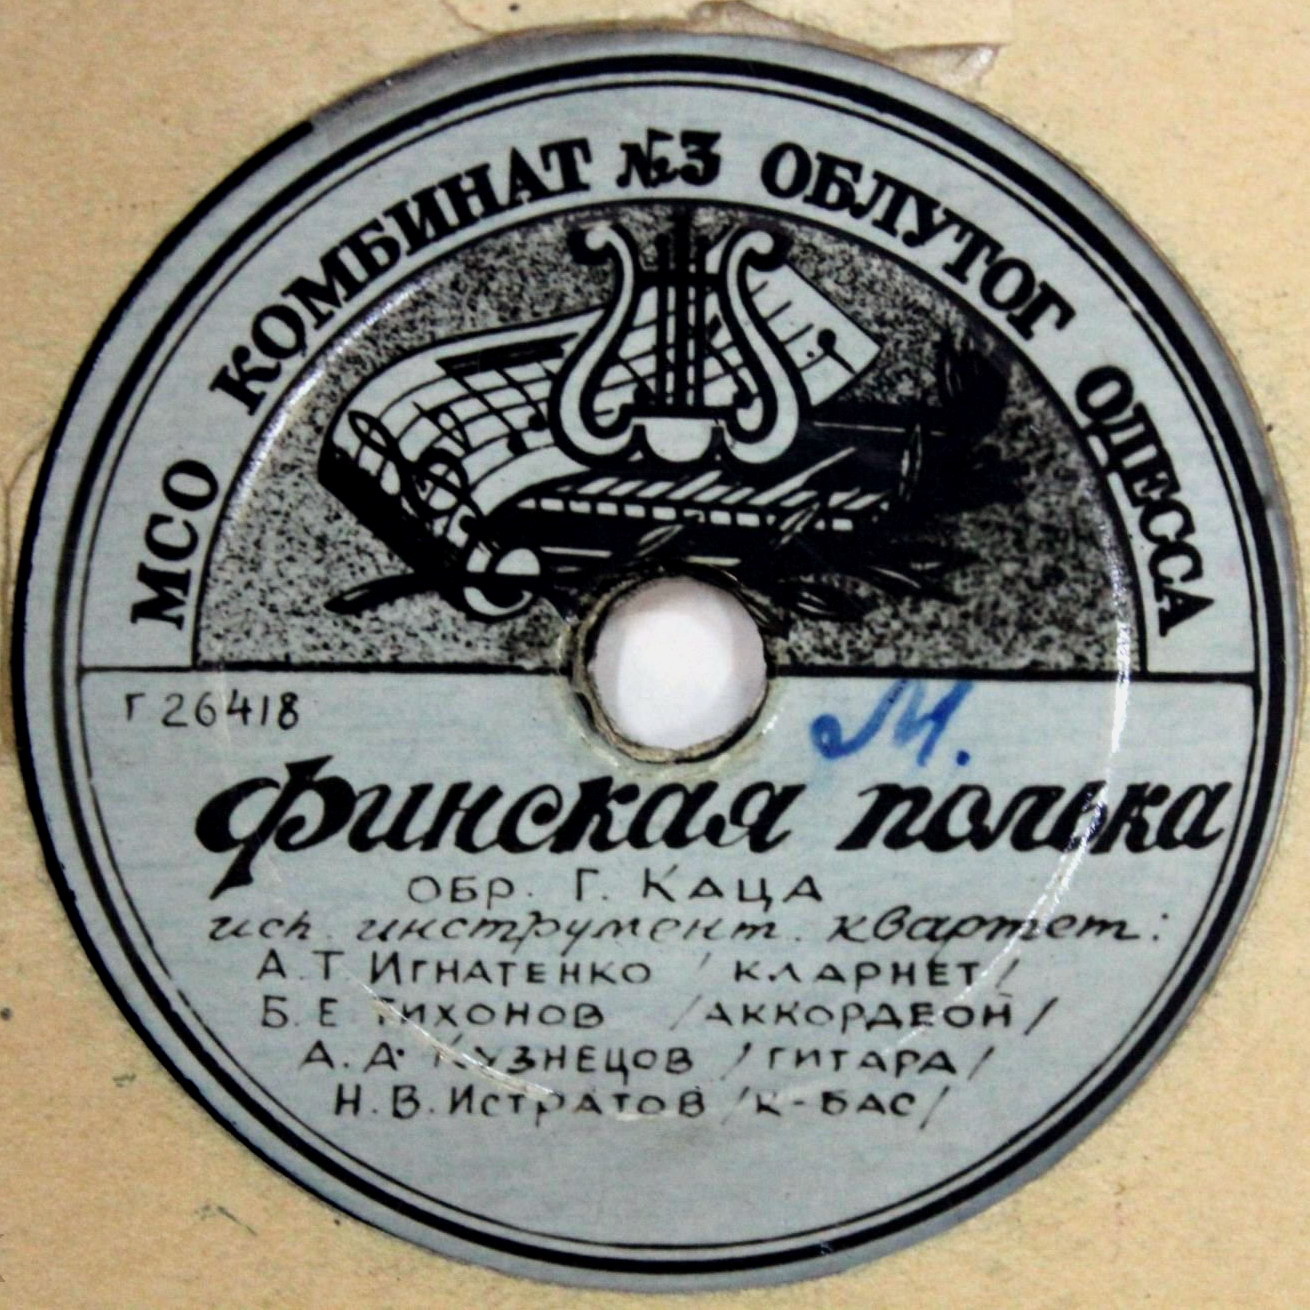 МСО КОМБИНАТ №3 ОБЛУТОГ ОДЕССА
Г 26418
М.
Финская полька
ОБР. Г. КАЦА
исп. инструмент. квартет:
А.Т ИГНАТЕНКО / КЛАРНЕТ /
Б.Е ТИХОНОВ / АККОРДЕОН /
А.А. КУЗНЕЦОВ / ГИТАРА /
Н.В. ИСТРАТОВ / К-БАС /